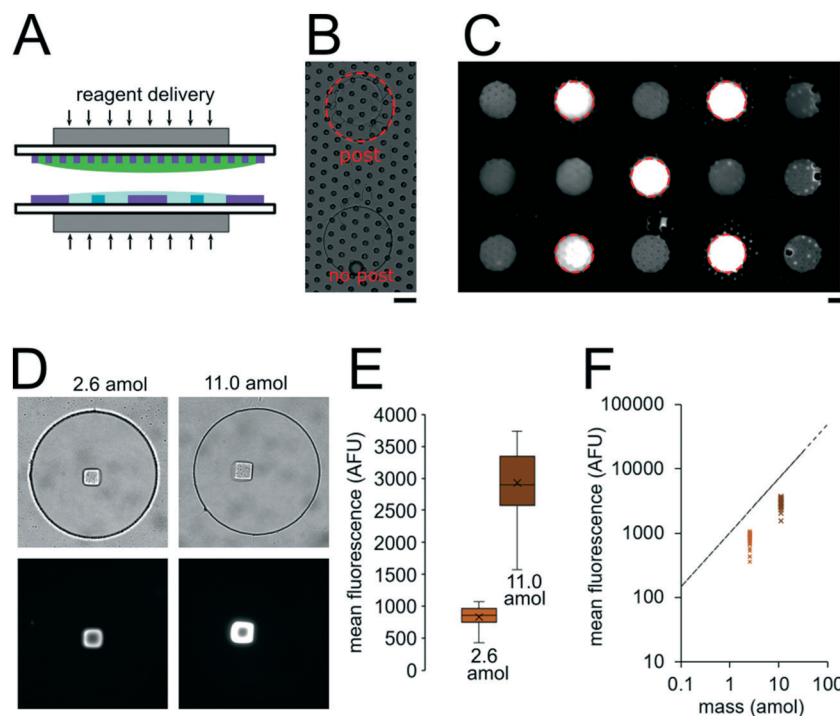 A
reagent delivery
B
post
no post
C
D
2.6 amol
11.0 amol
E
mean fluorescence (AFU)
4000
3500
3000
2500
2000
1500
1000
500
0
11.0
amol
2.6
amol
F
mean fluorescence (AFU)
100000
10000
1000
100
10
0.1
1
10
100
mass (amol)